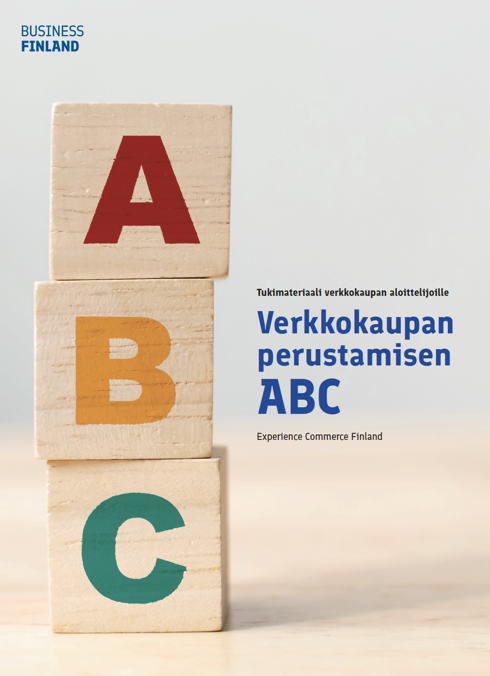 BUSINESS
FINLAND
A
B
C
Tukimateriaali verkkokaupan aloittelijoille
Verkkokaupan
perustamisen
ABC
Experience Commerce Finland